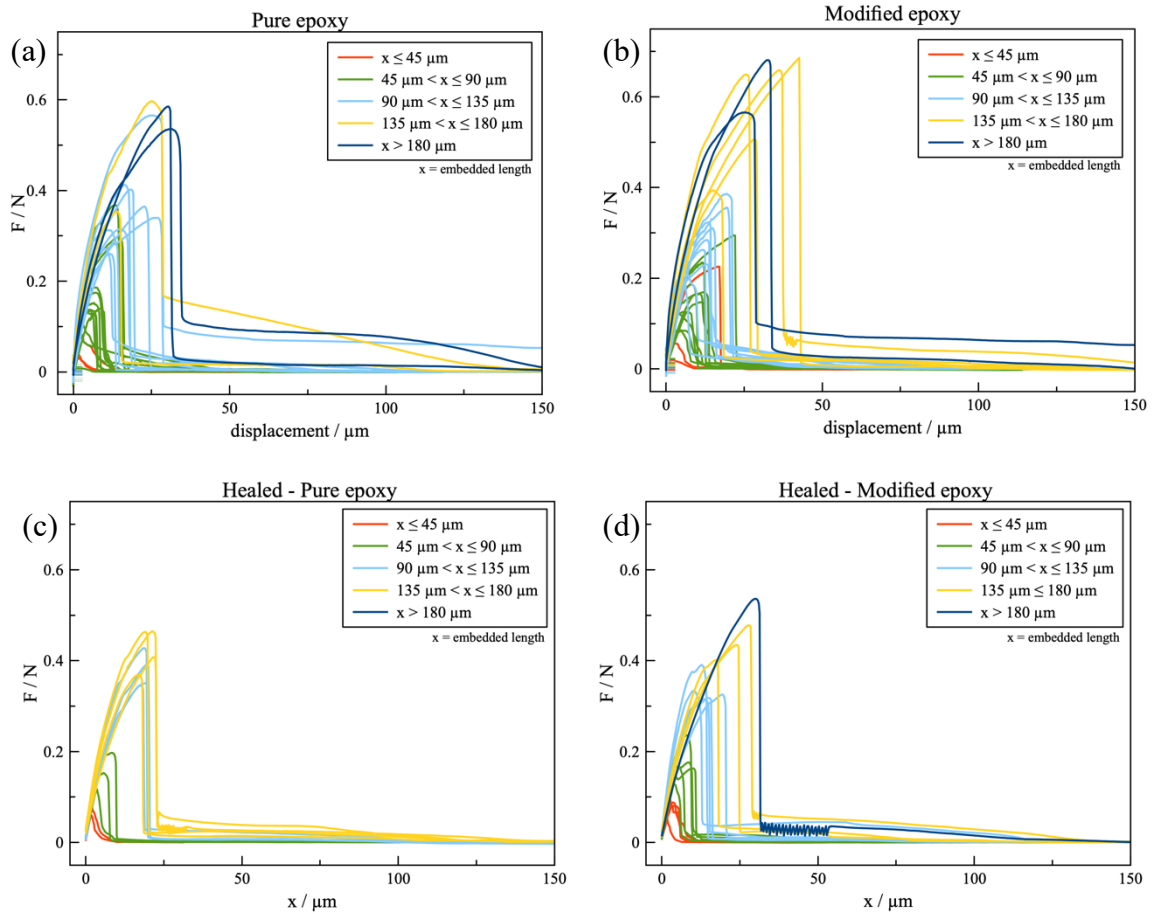 Pure epoxy
(a)
x ≤ 45 µm
45 µm < x ≤ 90 µm
90 µm < x ≤ 135 µm
135 µm < x ≤ 180 µm
x > 180 µm
x = embedded length
F / N
0.6
0.4
0.2
0
0 50 100 150
displacement / µm
Modified epoxy
(b)
x ≤ 45 µm
45 µm < x ≤ 90 µm
90 µm < x ≤ 135 µm
135 µm < x ≤ 180 µm
x > 180 µm
x = embedded length
F / N
0.6
0.4
0.2
0
0 50 100 150
displacement / µm
Healed - Pure epoxy
(c)
x ≤ 45 µm
45 µm < x ≤ 90 µm
90 µm < x ≤ 135 µm
135 µm < x ≤ 180 µm
x > 180 µm
x = embedded length
F / N
0.6
0.4
0.2
0
0 50 100 150
x / µm
Healed - Modified epoxy
(d)
x ≤ 45 µm
45 µm < x ≤ 90 µm
90 µm < x ≤ 135 µm
135 µm ≤ x ≤ 180 µm
x > 180 µm
x = embedded length
F / N
0.6
0.4
0.2
0
0 50 100 150
x / µm